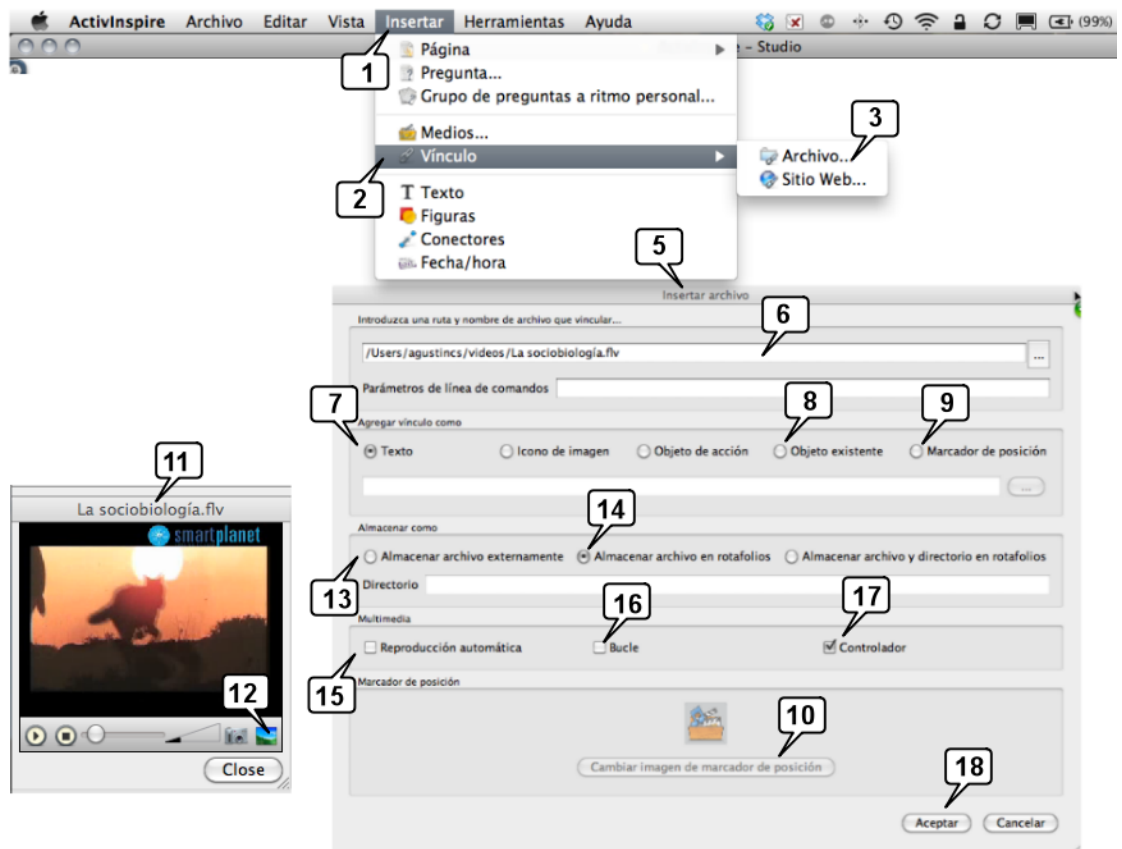 ActivInspire Archivo Editar Vista Insertar Herramientas Ayuda (99%)
– Studio
1
Página
Pregunta...
Grupo de preguntas a ritmo personal...
Medios...
2
Vínculo
3
Archivo...
Sitio Web...
Texto
Figuras
Conectores
Fecha/hora
5
Insertar archivo
Introduzca una ruta y nombre de archivo que vincular...
6
/Users/agustincs/videos/La sociobiología.flv ...
Parámetros de línea de comandos
7
8
9
Agregar vínculo como
Texto Icono de imagen Objeto de acción Objeto existente Marcador de posición
...
11
La sociobiología.flv
smartplanet
12
Close
14
Almacenar como
13
Almacenar archivo externamente Almacenar archivo en rotafolios Almacenar archivo y directorio en rotafolios
Directorio
16
17
Multimedia
15
Reproducción automática Bucle Controlador
Marcador de posición
10
Cambiar imagen de marcador de posición
18
Aceptar Cancelar